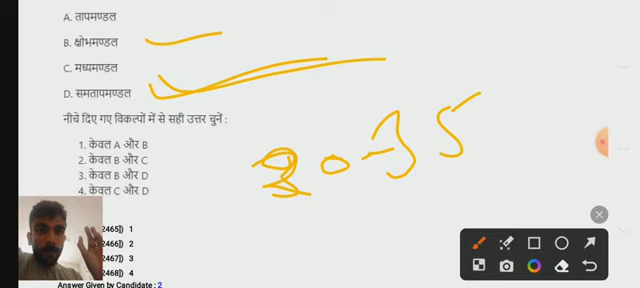 A. तापमण्डल
B. क्षोभमण्डल
C. मध्यमण्डल
D. समतापमण्डल
नीचे दिए गए विकल्पों में से सही उत्तर चुनें :
1. केवल A और B
2. केवल B और C
3. केवल B और D
4. केवल C और D
20-35
2465]) 1
2466]) 2
2467]) 3
2468]) 4
Answer Given by Candidate: 2